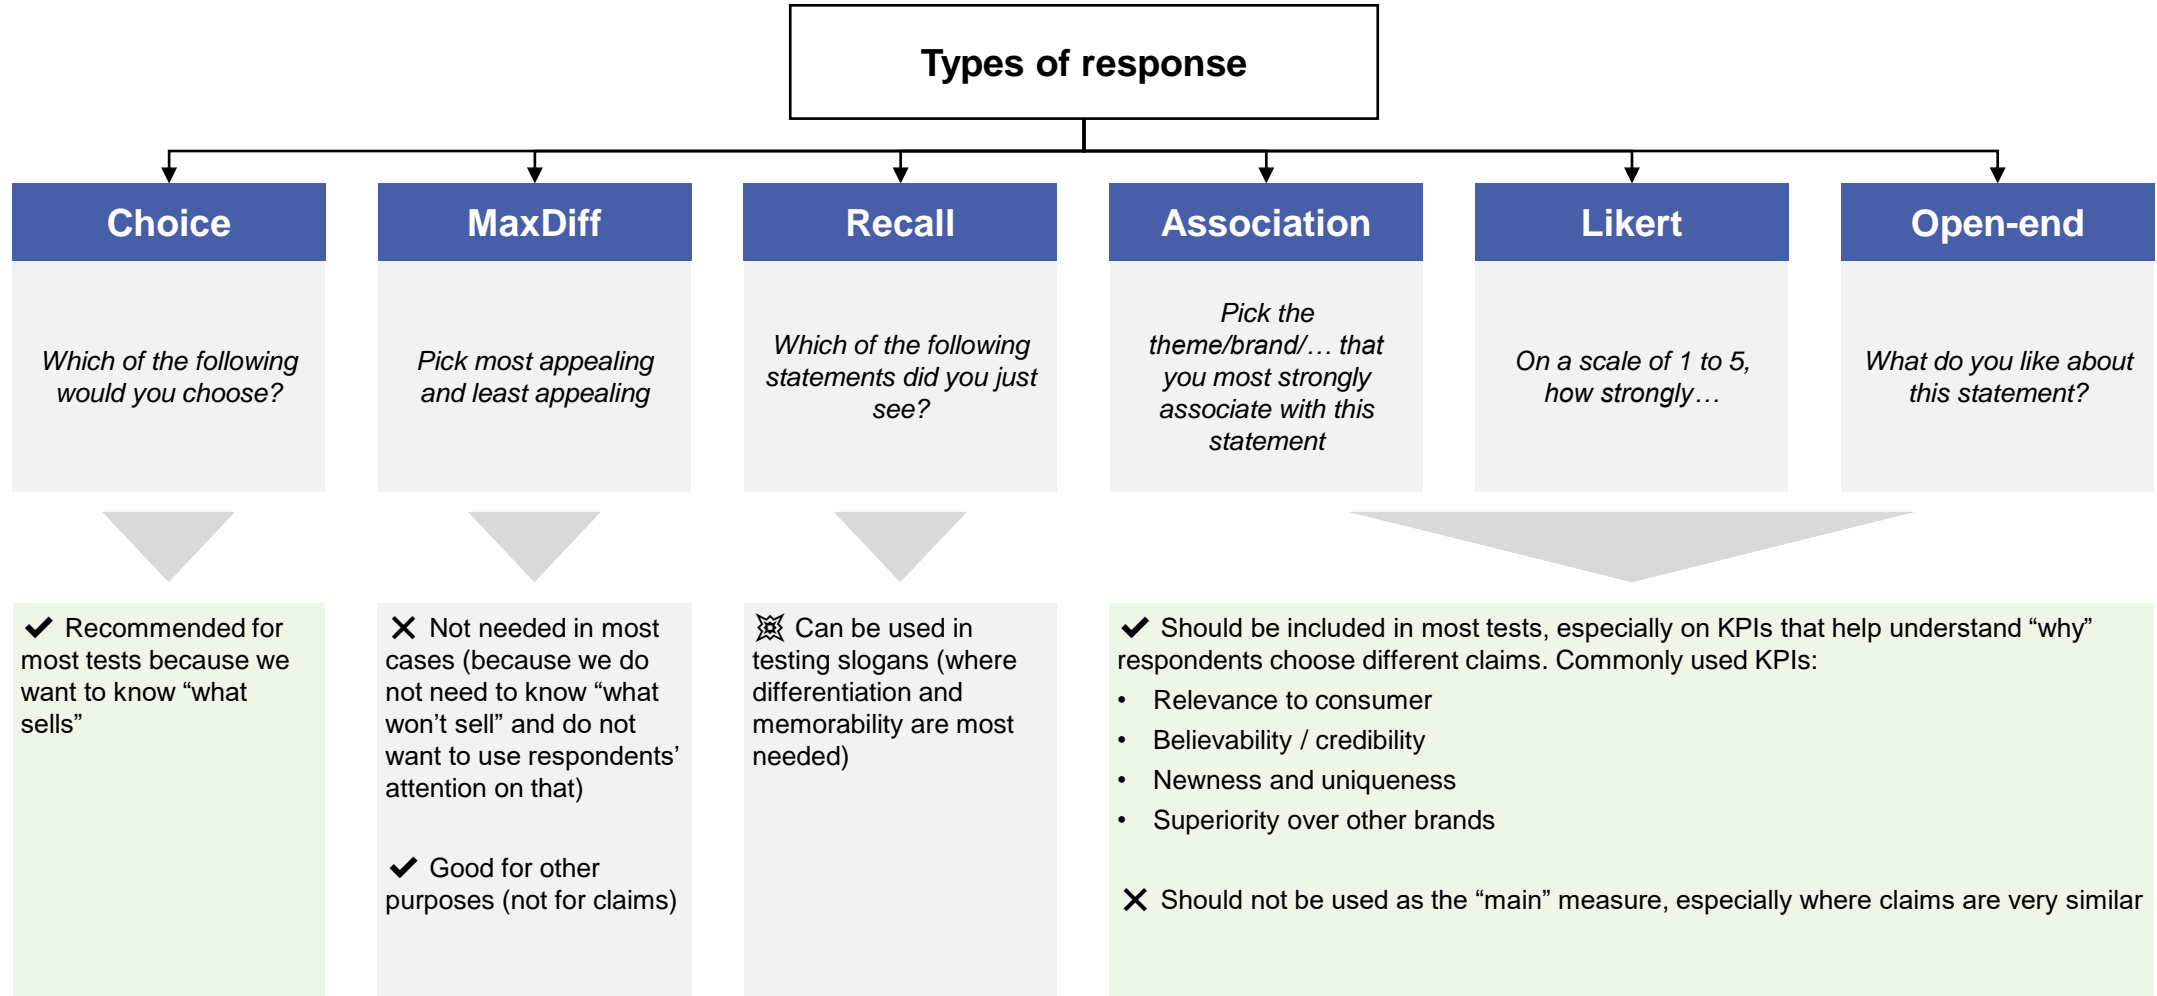 Types of response
Choice
MaxDiff
Recall
Association
Likert
Open-end
Which of the following
would you choose?
Pick most appealing
and least appealing
Which of the following
statements did you just
see?
Pick the
theme/brand/… that
you most strongly
associate with this
statement
On a scale of 1 to 5,
how strongly…
What do you like about
this statement?
✔ Recommended for
most tests because we
want to know “what
sells”
✕ Not needed in most
cases (because we do
not need to know “what
won’t sell” and do not
want to use respondents’
attention on that)
✔ Good for other
purposes (not for claims)
Can be used in
testing slogans (where
differentiation and
memorability are most
needed)
✔ Should be included in most tests, especially on KPIs that help understand “why”
respondents choose different claims. Commonly used KPIs:
• Relevance to consumer
• Believability / credibility
• Newness and uniqueness
• Superiority over other brands
✕ Should not be used as the “main” measure, especially where claims are very similar